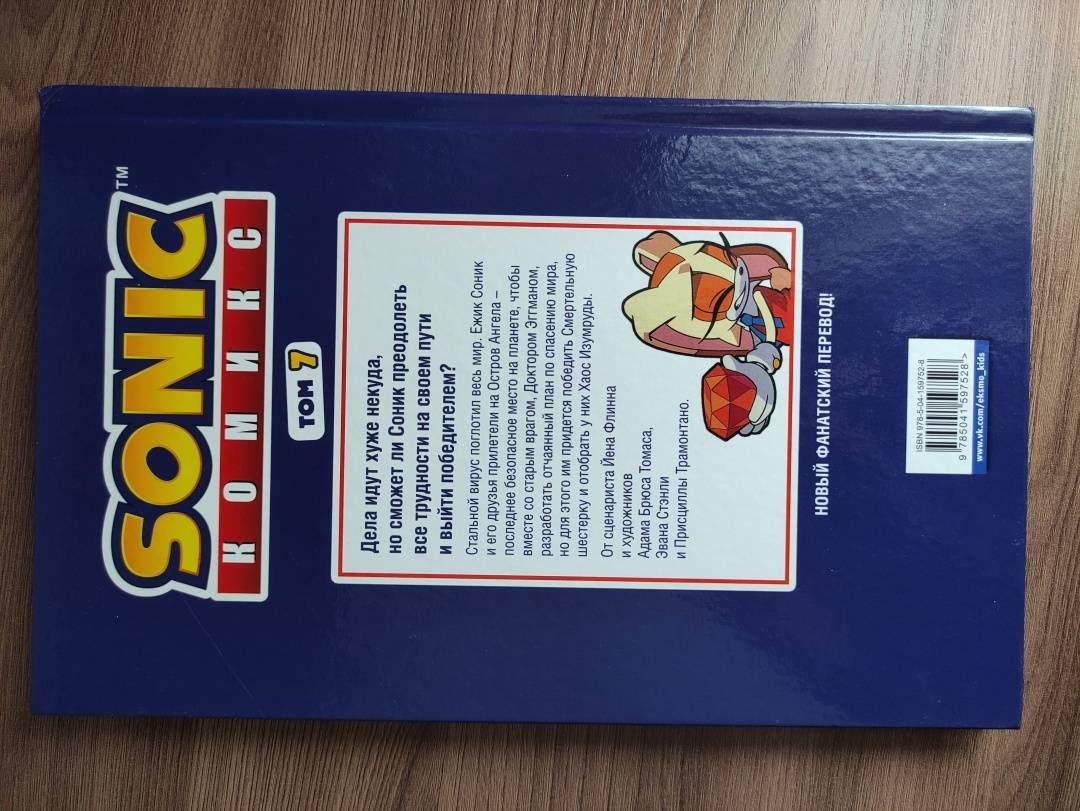 SONIC™
КОМИКС
ТОМ 7
Дела идут хуже некуда,
но сможет ли Соник преодолеть
все трудности на своем пути
и выйти победителем?
Стальной вирус поглотил весь мир. Ежик Соник
и его друзья прилетели на Остров Ангела –
последнее безопасное место на планете, чтобы
вместе со старым врагом, Доктором Эггманом,
разработать отчаянный план по спасению мира,
но для этого им придется победить Смертельную
шестерку и отобрать у них Хаос Изумруды.
От сценариста Йена Флинна
и художников
Адама Брюса Томаса,
Эвана Стэнли
и Присциллы Трамонтано.
НОВЫЙ ФАНАТСКИЙ ПЕРЕВОД!
ISBN 978-5-04-159752-8
9 785041 597528>
www.vk.com/eksmo_kids